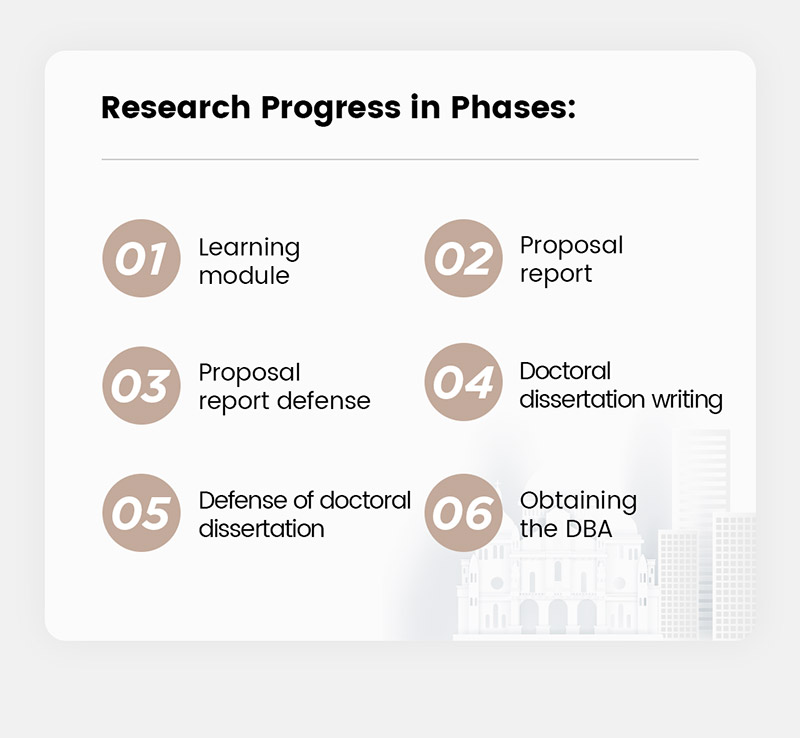 Research Progress in Phases:
01
Learning
module
02
Proposal
report
03
Proposal
report defense
04
Doctoral
dissertation writing
05
Defense of doctoral
dissertation
06
Obtaining
the DBA